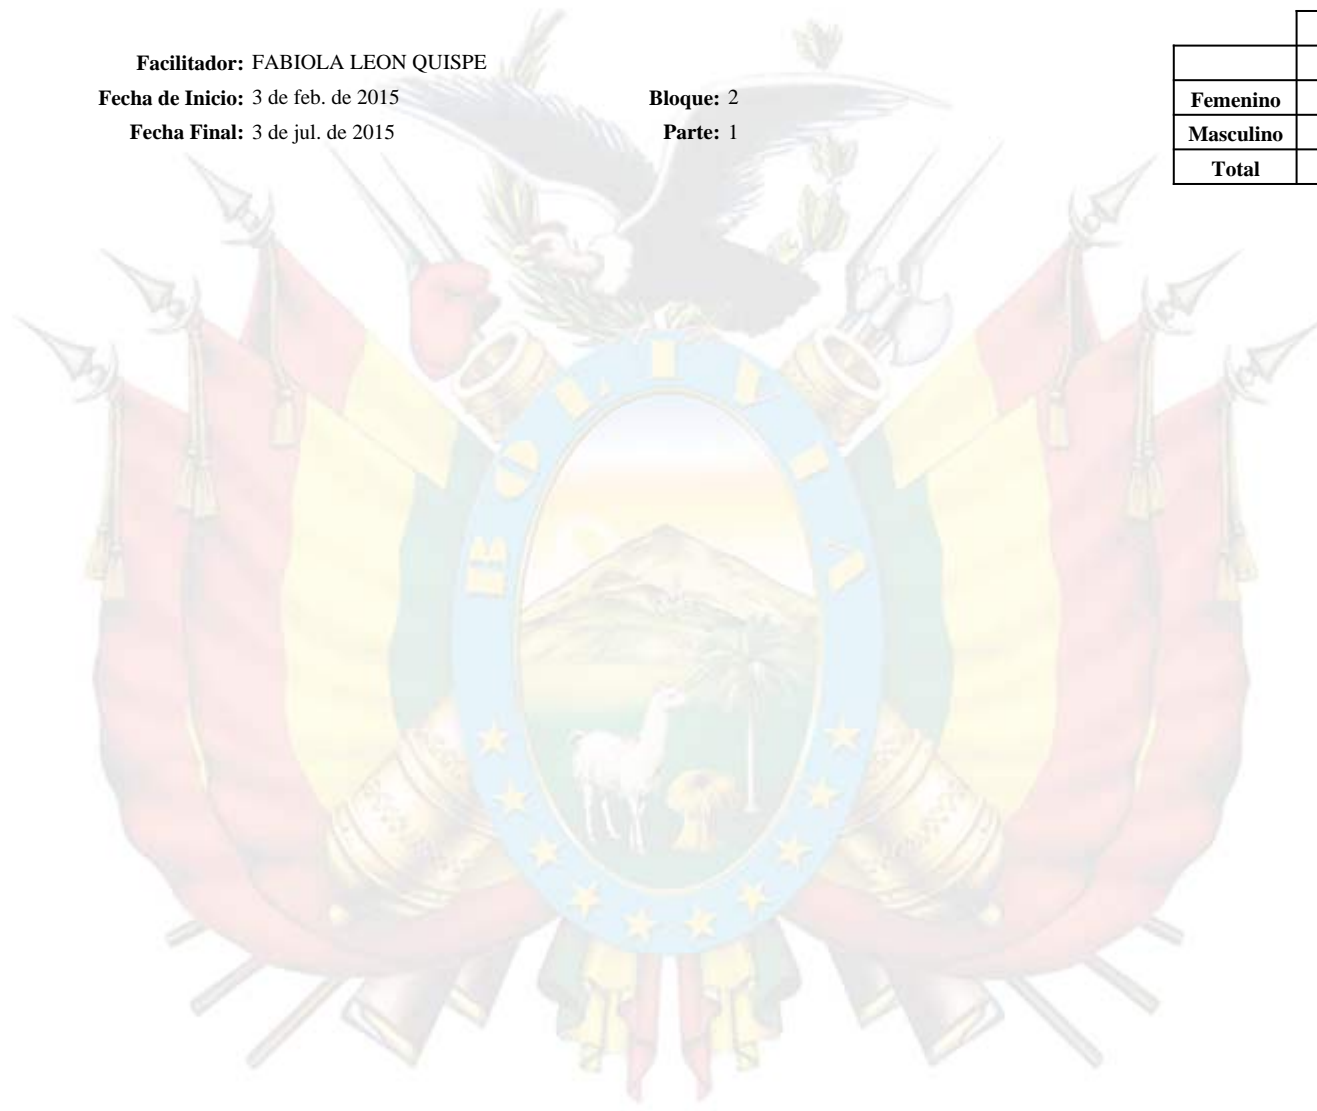 Facilitador: FABIOLA LEON QUISPE
Fecha de Inicio: 3 de feb. de 2015 Bloque: 2
Fecha Final: 3 de jul. de 2015 Parte: 1
Femenino
Masculino
Total
BOLIVIA